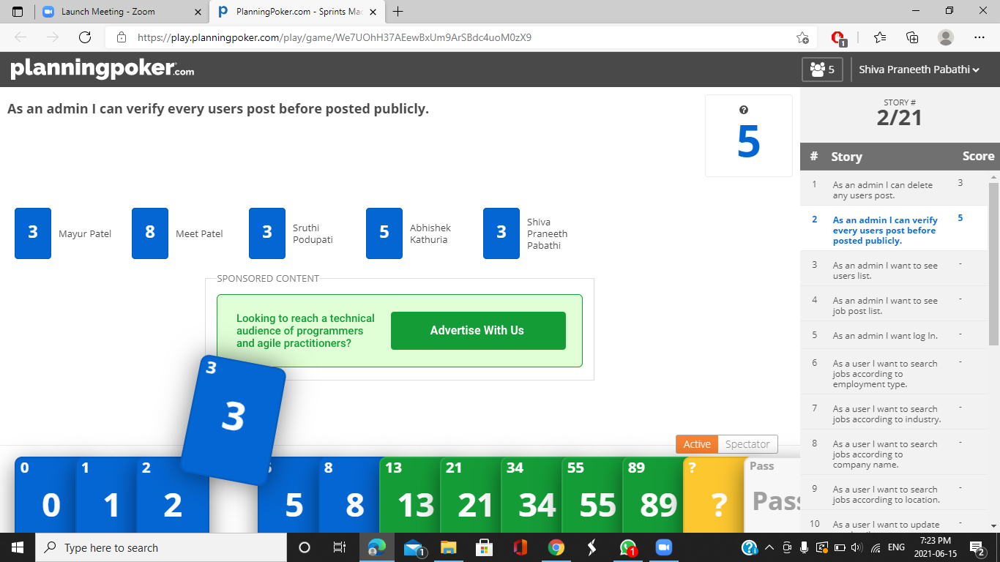 Launch Meeting - Zoom
PlanningPoker.com - Sprints Mad
https://play.planningpoker.com/play/game/We7UOhH37AEewBxUm9ArSBdc4uoM0zX9
1
planningpoker.com
5
Shiva Praneeth Pabathi
As an admin I can verify every users post before posted publicly.
?
5
STORY #
2/21
# Story Score
1 As an admin I can delete 3
any users post.
2 As an admin I can verify 5
every users post before
posted publicly.
3 As an admin I want to see -
users list.
4 As an admin I want to see -
job post list.
5 As an admin I want log In. -
6 As a user I want to search -
jobs according to
employment type.
7 As a user I want to search -
jobs according to industry.
8 As a user I want to search -
jobs according to
company name.
9 As a user I want to search -
jobs according to location.
10 As a user I want to update -
3 Mayur Patel
8 Meet Patel
3 Sruthi
Podupati
5 Abhishek
Kathuria
3 Shiva
Praneeth
Pabathi
SPONSORED CONTENT
Looking to reach a technical
audience of programmers
and agile practitioners?
Advertise With Us
3
3
Active Spectator
0 1 2 8 13 21 34 55 89 ? Pass
0 1 2 5 8 13 21 34 55 89 ? Pass
Type here to search
1
1
ENG
7:23 PM
2021-06-15
2